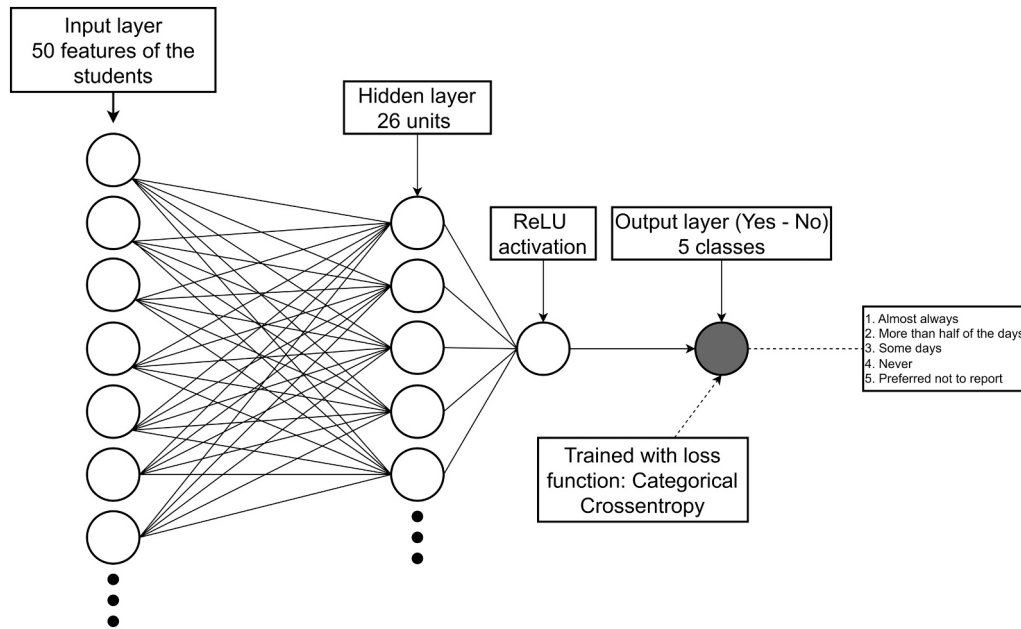 Input layer
50 features of the
students
Hidden layer
26 units
ReLU
activation
Output layer (Yes - No)
5 classes
1. Almost always
2. More than half of the days
3. Some days
4. Never
5. Preferred not to report
Trained with loss
function: Categorical
Crossentropy